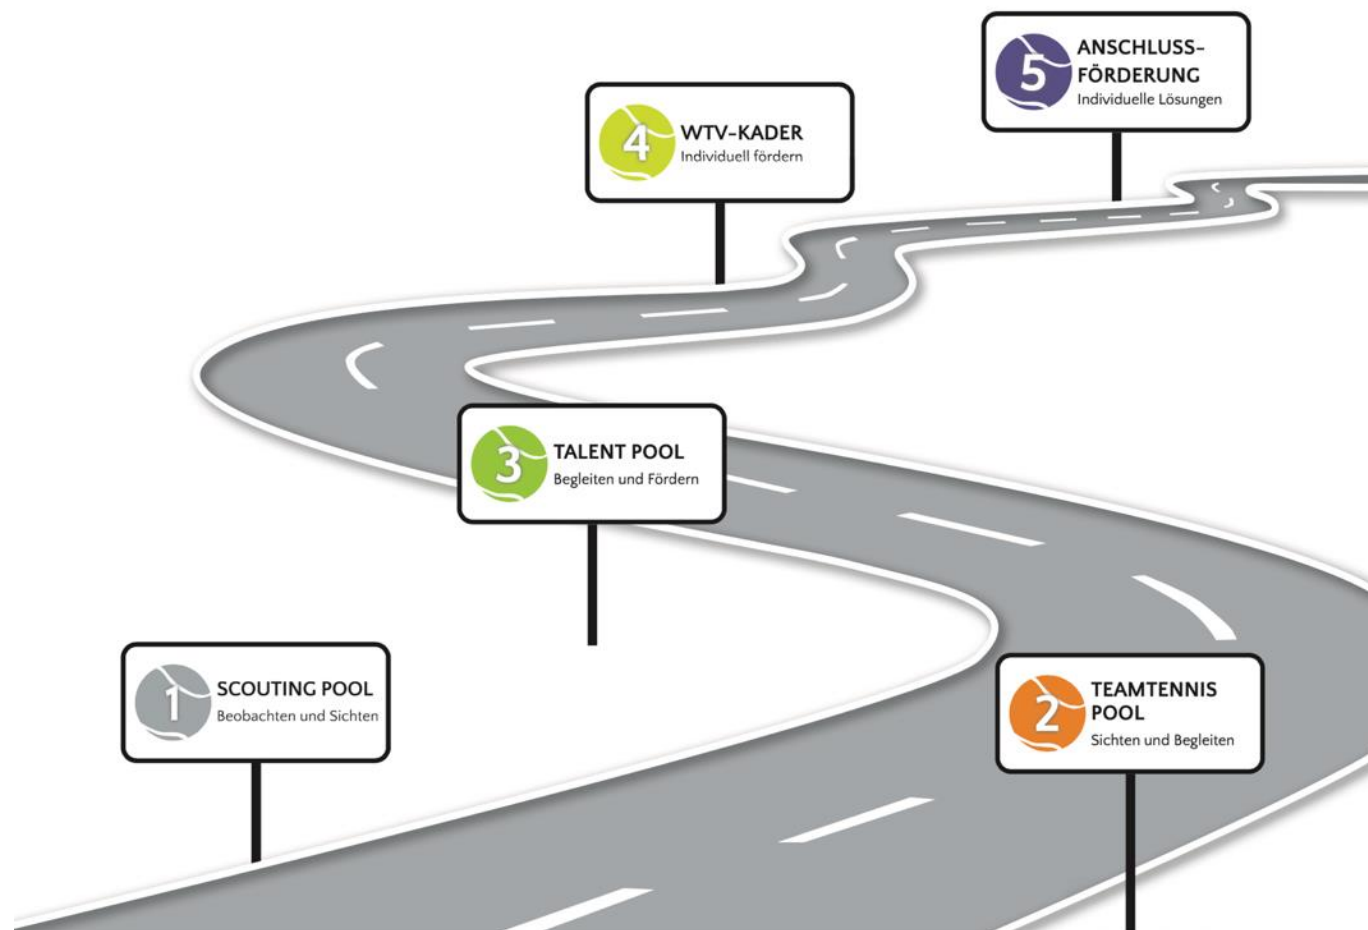 1
SCOUTING POOL
Beobachten und Sichten
2
TEAMTENNIS
POOL
Sichten und Begleiten
3
TALENT POOL
Begleiten und Fördern
4
WTV-KADER
Individuell fördern
5
ANSCHLUSS-
FÖRDERUNG
Individuelle Lösungen